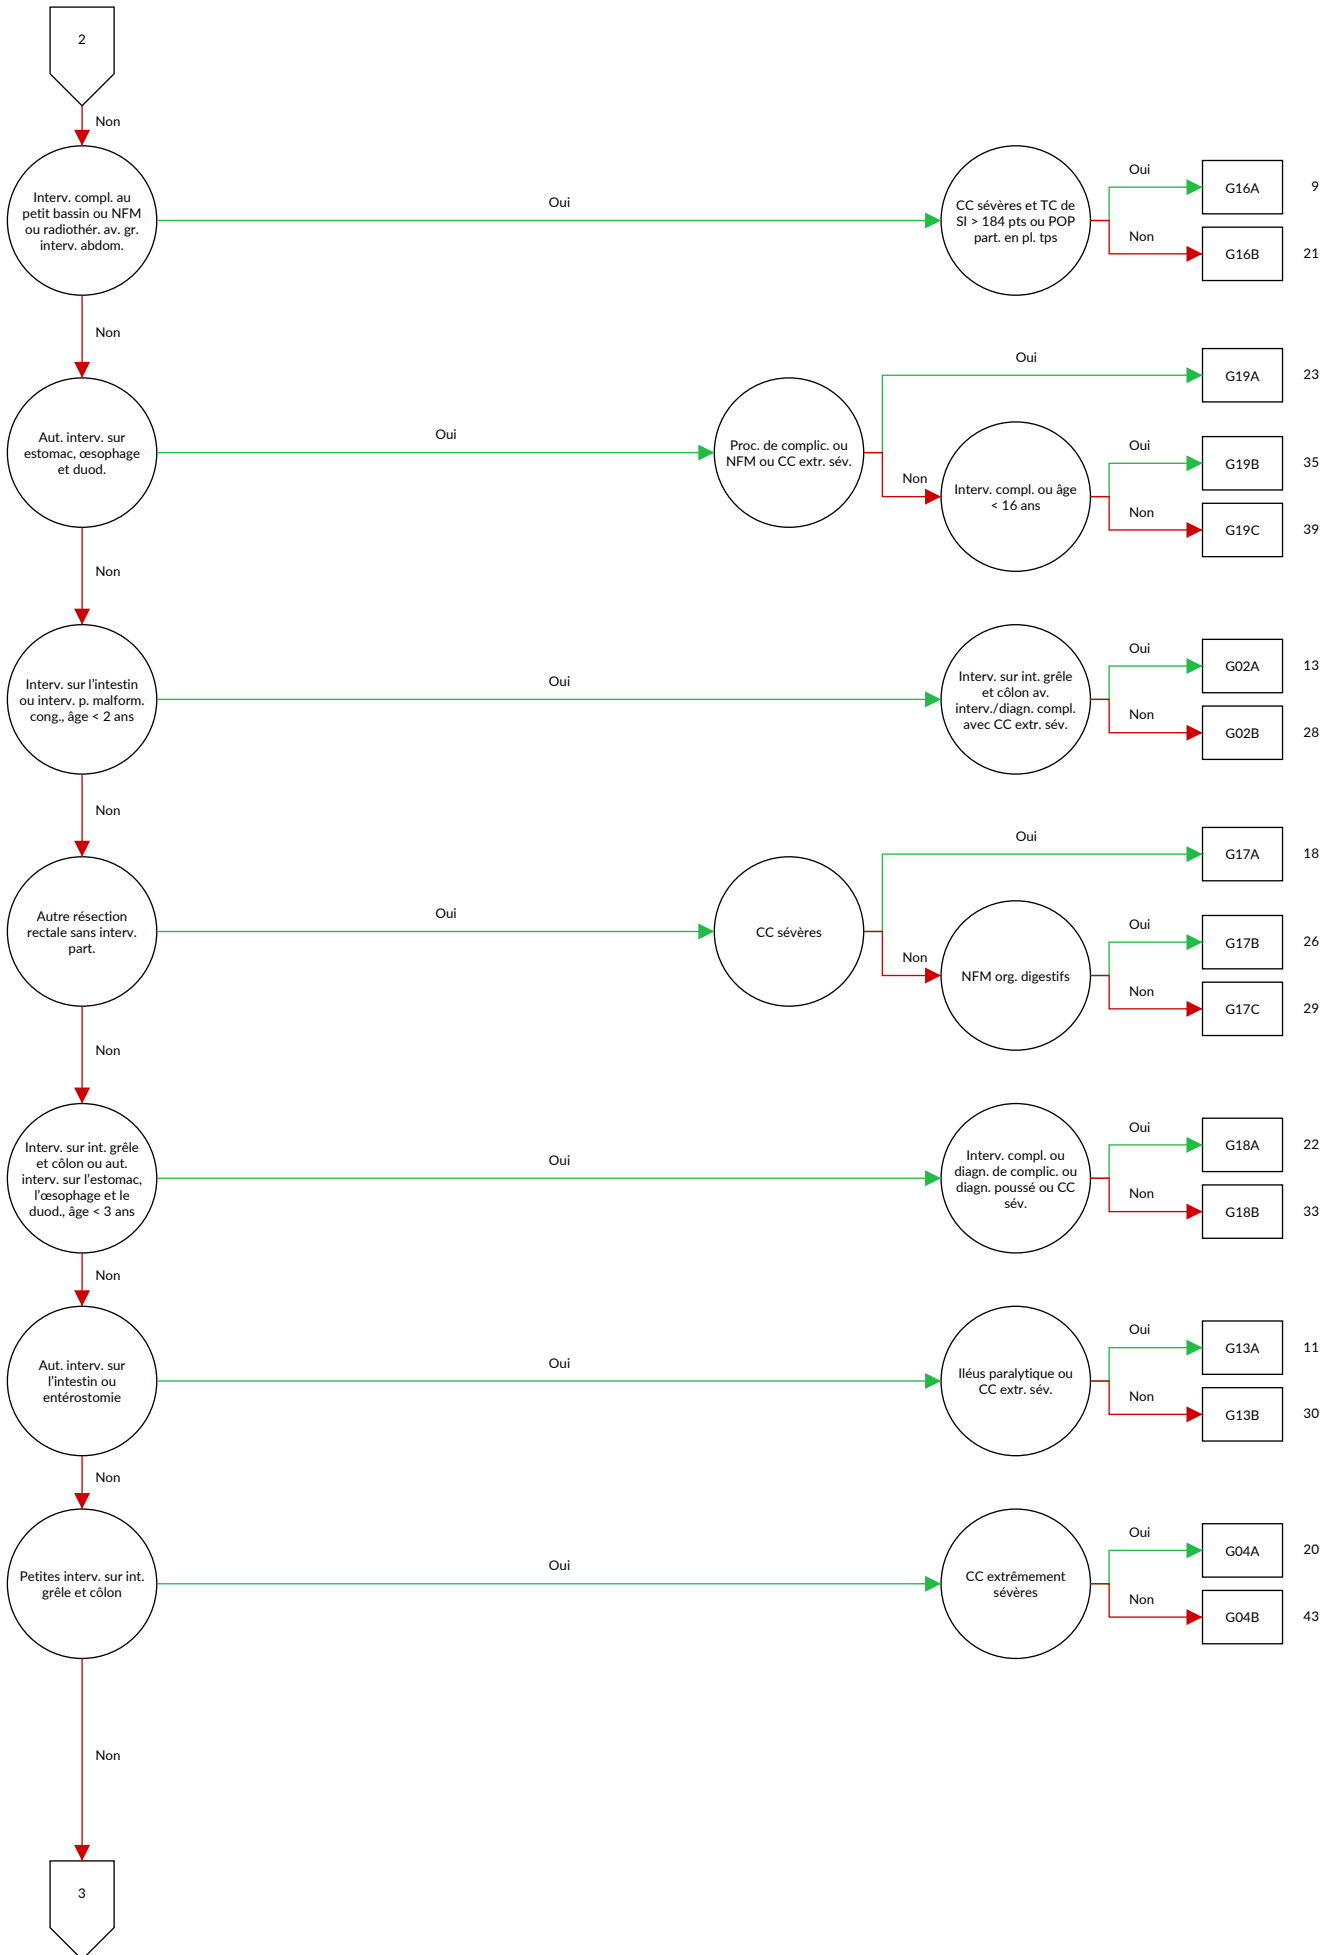 2
Non
Interv. compl. au
petit bassin ou NFM
ou radiothér. av. gr.
interv. abdom.
Oui
CC sévères et TC de
SI > 184 pts ou POP
part. en pl. tps
Oui
G16A
9
Non
G16B
21
Non
Aut. interv. sur
estomac, œsophage
et duod.
Oui
Proc. de complic. ou
NFM ou CC extr. sév.
Oui
G19A
23
Non
Interv. compl. ou âge
< 16 ans
Oui
G19B
35
Non
G19C
39
Non
Interv. sur l'intestin
ou interv. p. malform.
cong., âge < 2 ans
Oui
Interv. sur int. grêle
et côlon av.
interv./diagn. compl.
avec CC extr. sév.
Oui
G02A
13
Non
G02B
28
Non
Autre résection
rectale sans interv.
part.
Oui
CC sévères
Oui
G17A
18
Non
NFM org. digestifs
Oui
G17B
26
Non
G17C
29
Non
Interv. sur int. grêle
et côlon ou aut.
interv. sur l'estomac,
l'œsophage et le
duod., âge < 3 ans
Oui
Interv. compl. ou
diagn. de complic. ou
diagn. poussé ou CC
sév.
Oui
G18A
22
Non
G18B
33
Non
Aut. interv. sur
l'intestin ou
entérostomie
Oui
Iléus paralytique ou
CC extr. sév.
Oui
G13A
11
Non
G13B
30
Non
Petites interv. sur int.
grêle et côlon
Oui
CC extrêmement
sévères
Oui
G04A
20
Non
G04B
43
Non
3